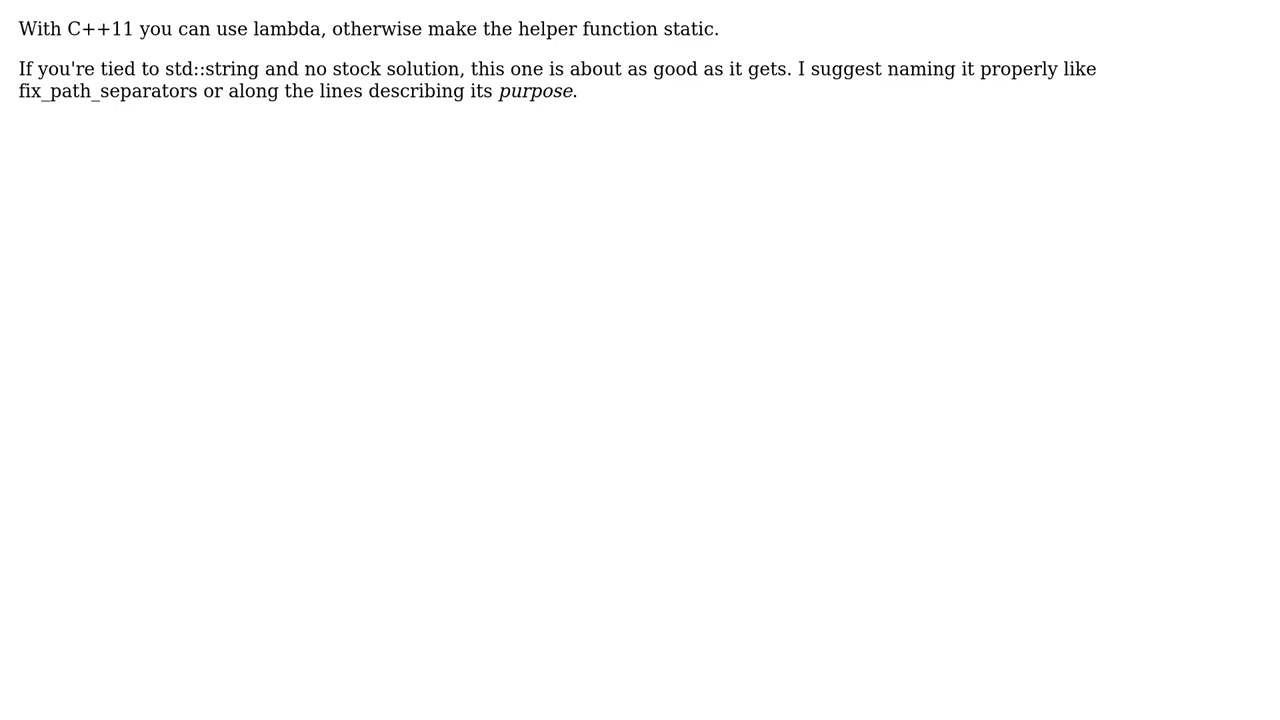 With C++11 you can use lambda, otherwise make the helper function static.
If you're tied to std::string and no stock solution, this one is about as good as it gets. I suggest naming it properly like
fix_path_separators or along the lines describing its purpose.